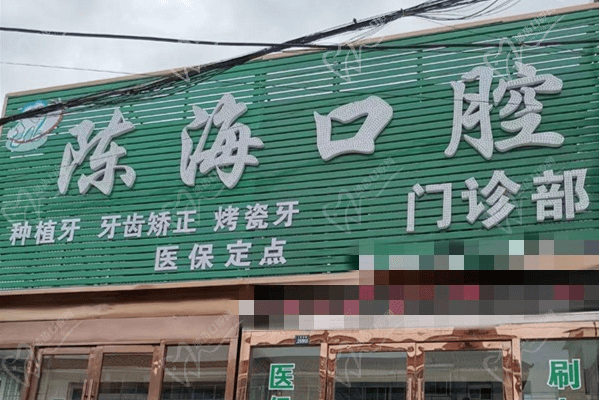 陈海口腔
门诊部
种植牙 牙齿矫正 烤瓷牙
医保定点
医
刷